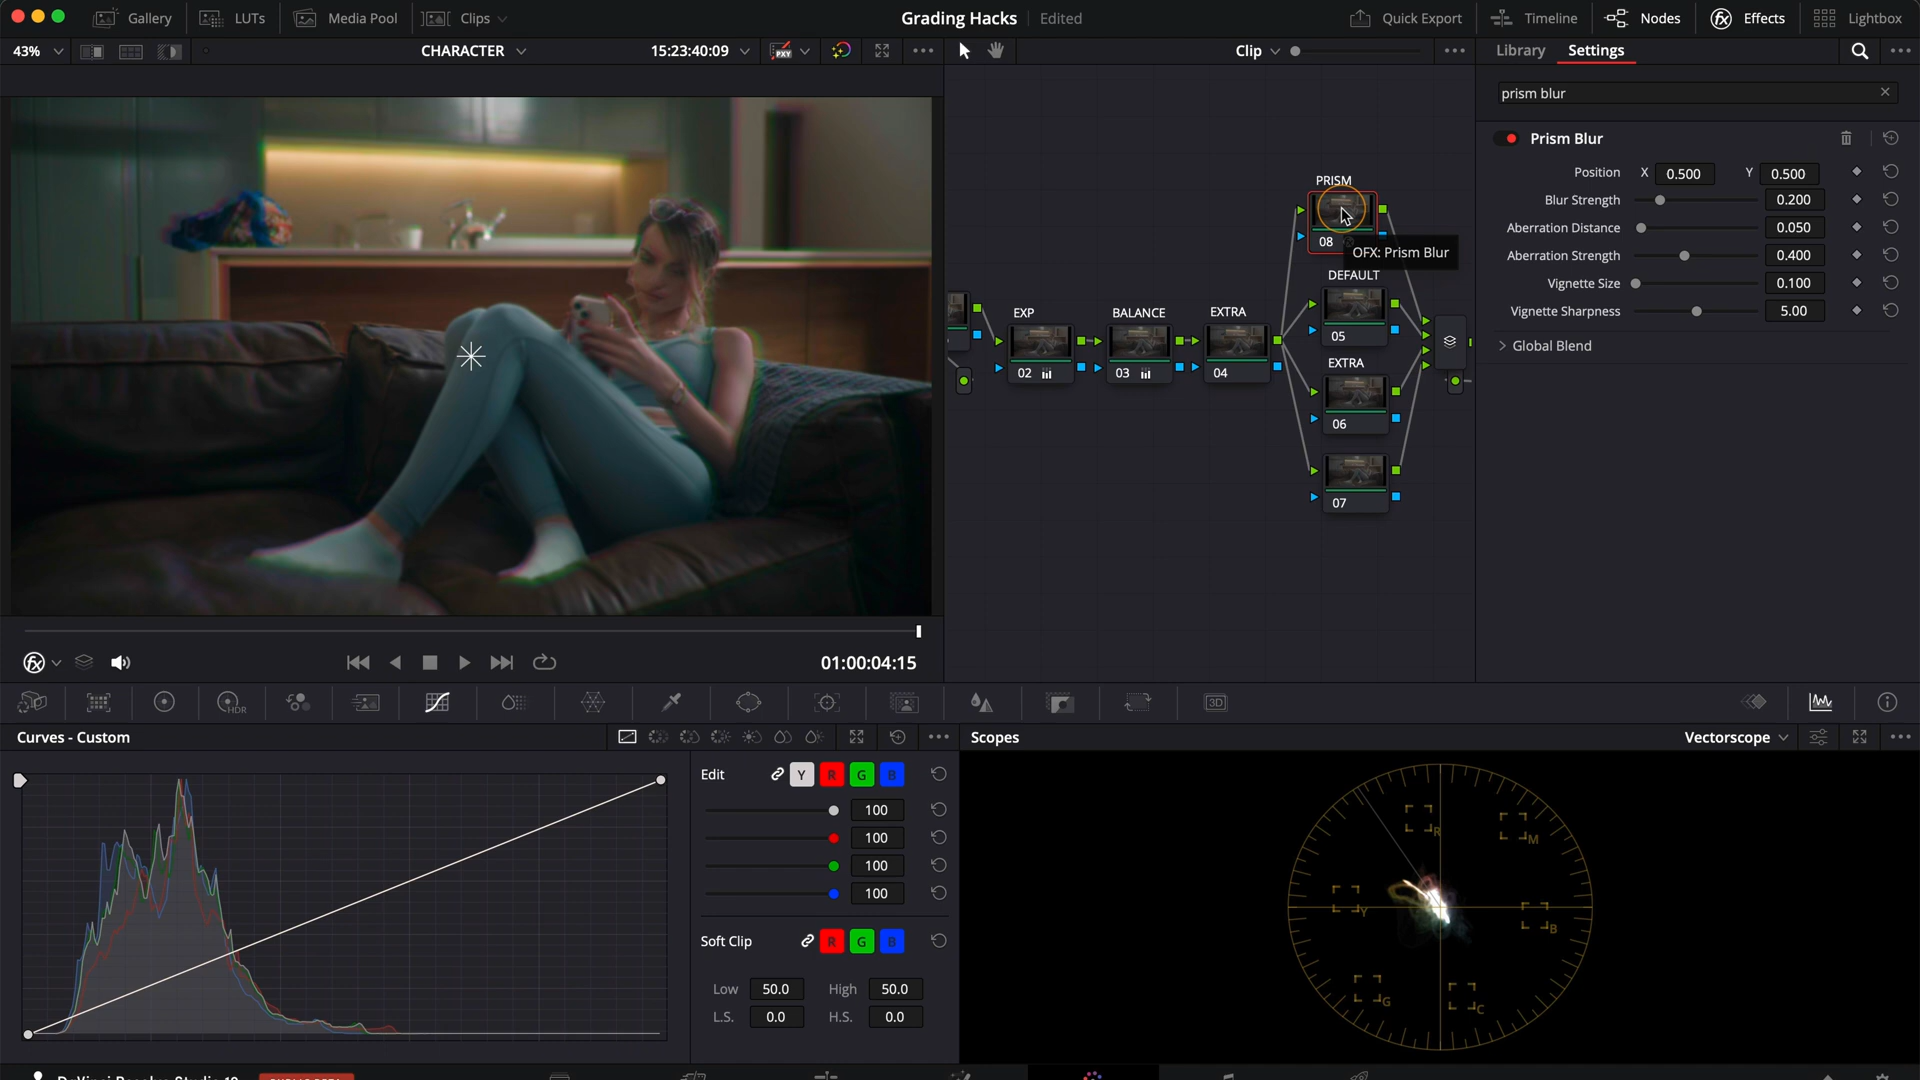 Gallery LUTs Media Pool Clips Grading Hacks Edited Quick Export Timeline Nodes Effects Lightbox
43% CHARACTER 15:23:40:09 PXY Clip Library Settings
prism blur
Prism Blur
Position X 0.500 Y 0.500
Blur Strength 0.200
Aberration Distance 0.050
Aberration Strength 0.400
Vignette Size 0.100
Vignette Sharpness 5.00
Global Blend
PRISM
08
OFX: Prism Blur
DEFAULT
05
EXP BALANCE EXTRA
02 03 04
EXTRA
06
07
01:00:04:15
HDR 3D
Curves - Custom
Edit Y R G B
100
100
100
100
Soft Clip R G B
Low 50.0 High 50.0
L.S. 0.0 H.S. 0.0
Scopes Vectorscope
R M
Y B
G C